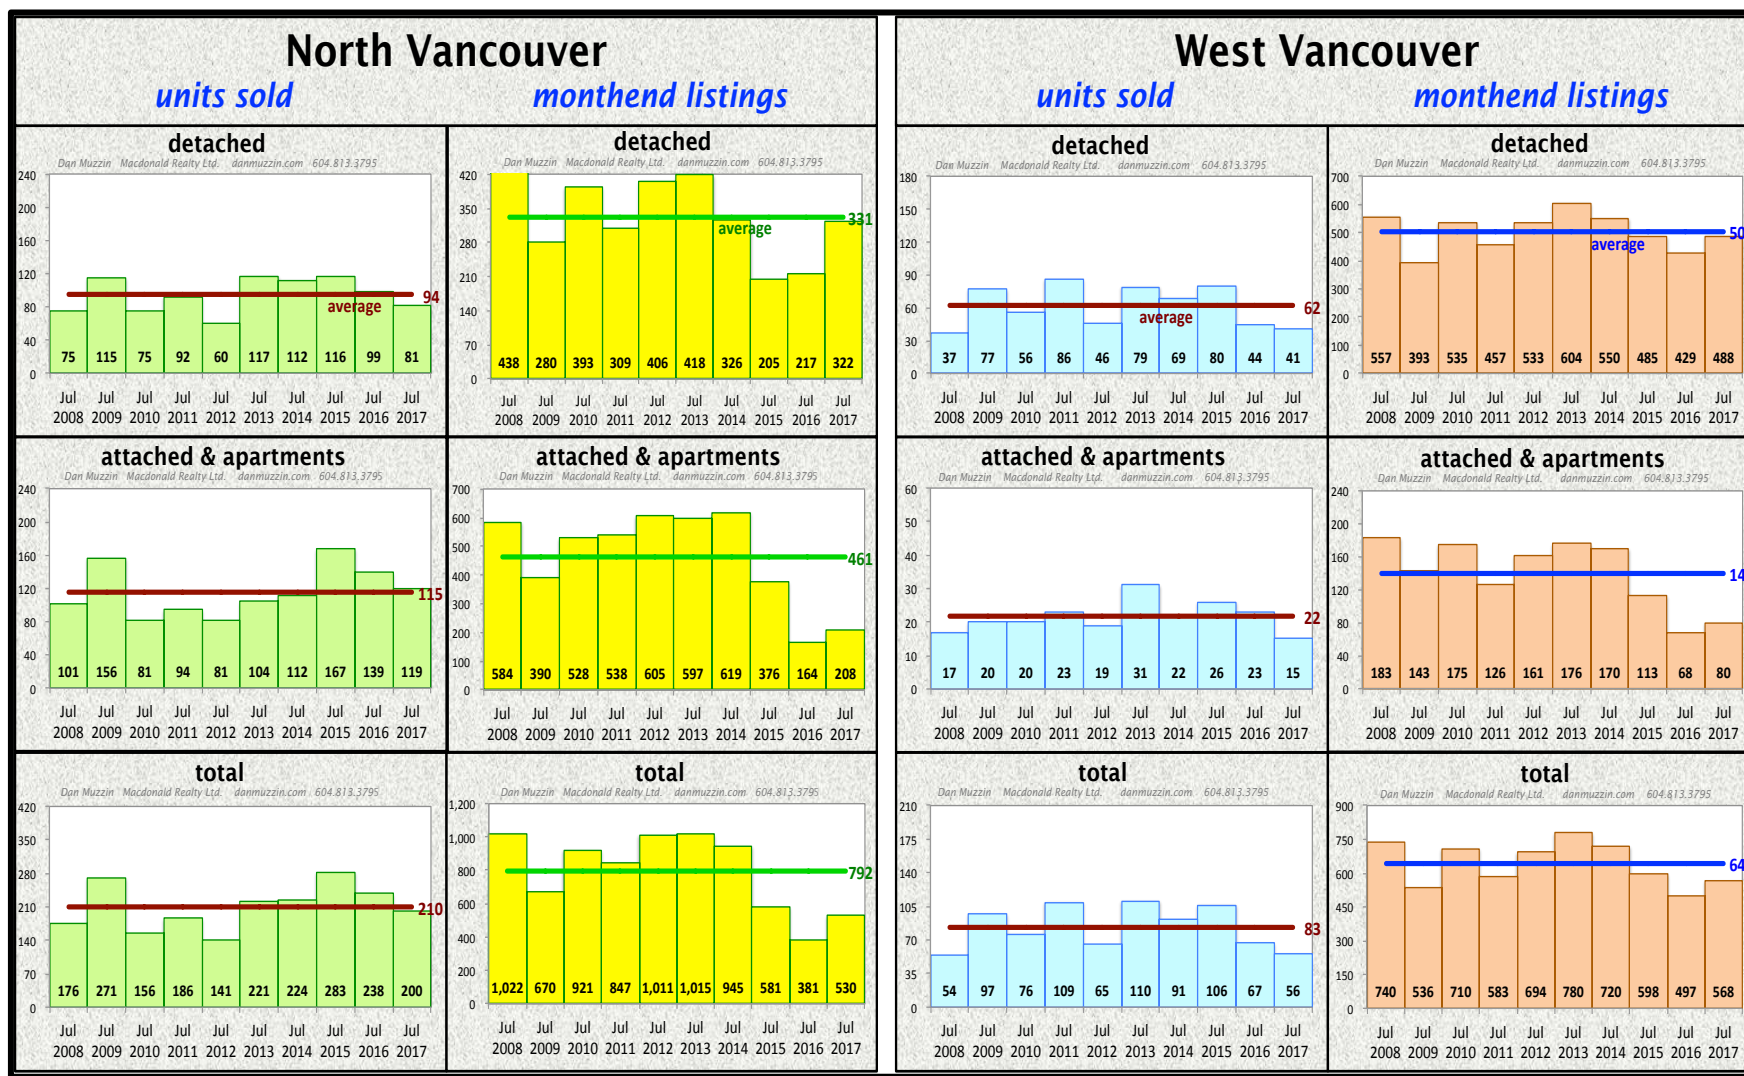 North Vancouver
units sold monthend listings
West Vancouver
units sold monthend listings
detached
Dan Muzzin Macdonald Realty Ltd. danmuzzin.com 604.813.3795
240
200
160
120
80
40
0
average
94
75 115 75 92 60 117 112 116 99 81
Jul Jul Jul Jul Jul Jul Jul Jul Jul Jul
2008 2009 2010 2011 2012 2013 2014 2015 2016 2017
detached
Dan Muzzin Macdonald Realty Ltd. danmuzzin.com 604.813.3795
420
350
280
210
140
70
0
331
average
438 280 393 309 406 418 326 205 217 322
Jul Jul Jul Jul Jul Jul Jul Jul Jul Jul
2008 2009 2010 2011 2012 2013 2014 2015 2016 2017
detached
Dan Muzzin Macdonald Realty Ltd. danmuzzin.com 604.813.3795
180
150
120
90
60
30
0
62
average
37 77 56 86 46 79 69 80 44 41
Jul Jul Jul Jul Jul Jul Jul Jul Jul Jul
2008 2009 2010 2011 2012 2013 2014 2015 2016 2017
detached
Dan Muzzin Macdonald Realty Ltd. danmuzzin.com 604.813.3795
700
600
500
400
300
200
100
0
50
average
557 393 535 457 533 604 550 485 429 488
Jul Jul Jul Jul Jul Jul Jul Jul Jul Jul
2008 2009 2010 2011 2012 2013 2014 2015 2016 2017
attached & apartments
Dan Muzzin Macdonald Realty Ltd. danmuzzin.com 604.813.3795
240
200
160
120
80
40
0
115
101 156 81 94 81 104 112 167 139 119
Jul Jul Jul Jul Jul Jul Jul Jul Jul Jul
2008 2009 2010 2011 2012 2013 2014 2015 2016 2017
attached & apartments
Dan Muzzin Macdonald Realty Ltd. danmuzzin.com 604.813.3795
700
600
500
400
300
200
100
0
461
584 390 528 538 605 597 619 376 164 208
Jul Jul Jul Jul Jul Jul Jul Jul Jul Jul
2008 2009 2010 2011 2012 2013 2014 2015 2016 2017
attached & apartments
Dan Muzzin Macdonald Realty Ltd. danmuzzin.com 604.813.3795
60
50
40
30
20
10
0
22
17 20 20 23 19 31 22 26 23 15
Jul Jul Jul Jul Jul Jul Jul Jul Jul Jul
2008 2009 2010 2011 2012 2013 2014 2015 2016 2017
attached & apartments
Dan Muzzin Macdonald Realty Ltd. danmuzzin.com 604.813.3795
240
200
160
120
80
40
0
14
183 143 175 126 161 176 170 113 68 80
Jul Jul Jul Jul Jul Jul Jul Jul Jul Jul
2008 2009 2010 2011 2012 2013 2014 2015 2016 2017
total
Dan Muzzin Macdonald Realty Ltd. danmuzzin.com 604.813.3795
420
350
280
210
140
70
0
210
176 271 156 186 141 221 224 283 238 200
Jul Jul Jul Jul Jul Jul Jul Jul Jul Jul
2008 2009 2010 2011 2012 2013 2014 2015 2016 2017
total
Dan Muzzin Macdonald Realty Ltd. danmuzzin.com 604.813.3795
1,200
1,000
800
600
400
200
0
792
1,022 670 921 847 1,011 1,015 945 581 381 530
Jul Jul Jul Jul Jul Jul Jul Jul Jul Jul
2008 2009 2010 2011 2012 2013 2014 2015 2016 2017
total
Dan Muzzin Macdonald Realty Ltd. danmuzzin.com 604.813.3795
210
175
140
105
70
35
0
83
54 97 76 109 65 110 91 106 67 56
Jul Jul Jul Jul Jul Jul Jul Jul Jul Jul
2008 2009 2010 2011 2012 2013 2014 2015 2016 2017
total
Dan Muzzin Macdonald Realty Ltd. danmuzzin.com 604.813.3795
900
750
600
450
300
150
0
64
740 536 710 583 694 780 720 598 497 568
Jul Jul Jul Jul Jul Jul Jul Jul Jul Jul
2008 2009 2010 2011 2012 2013 2014 2015 2016 2017